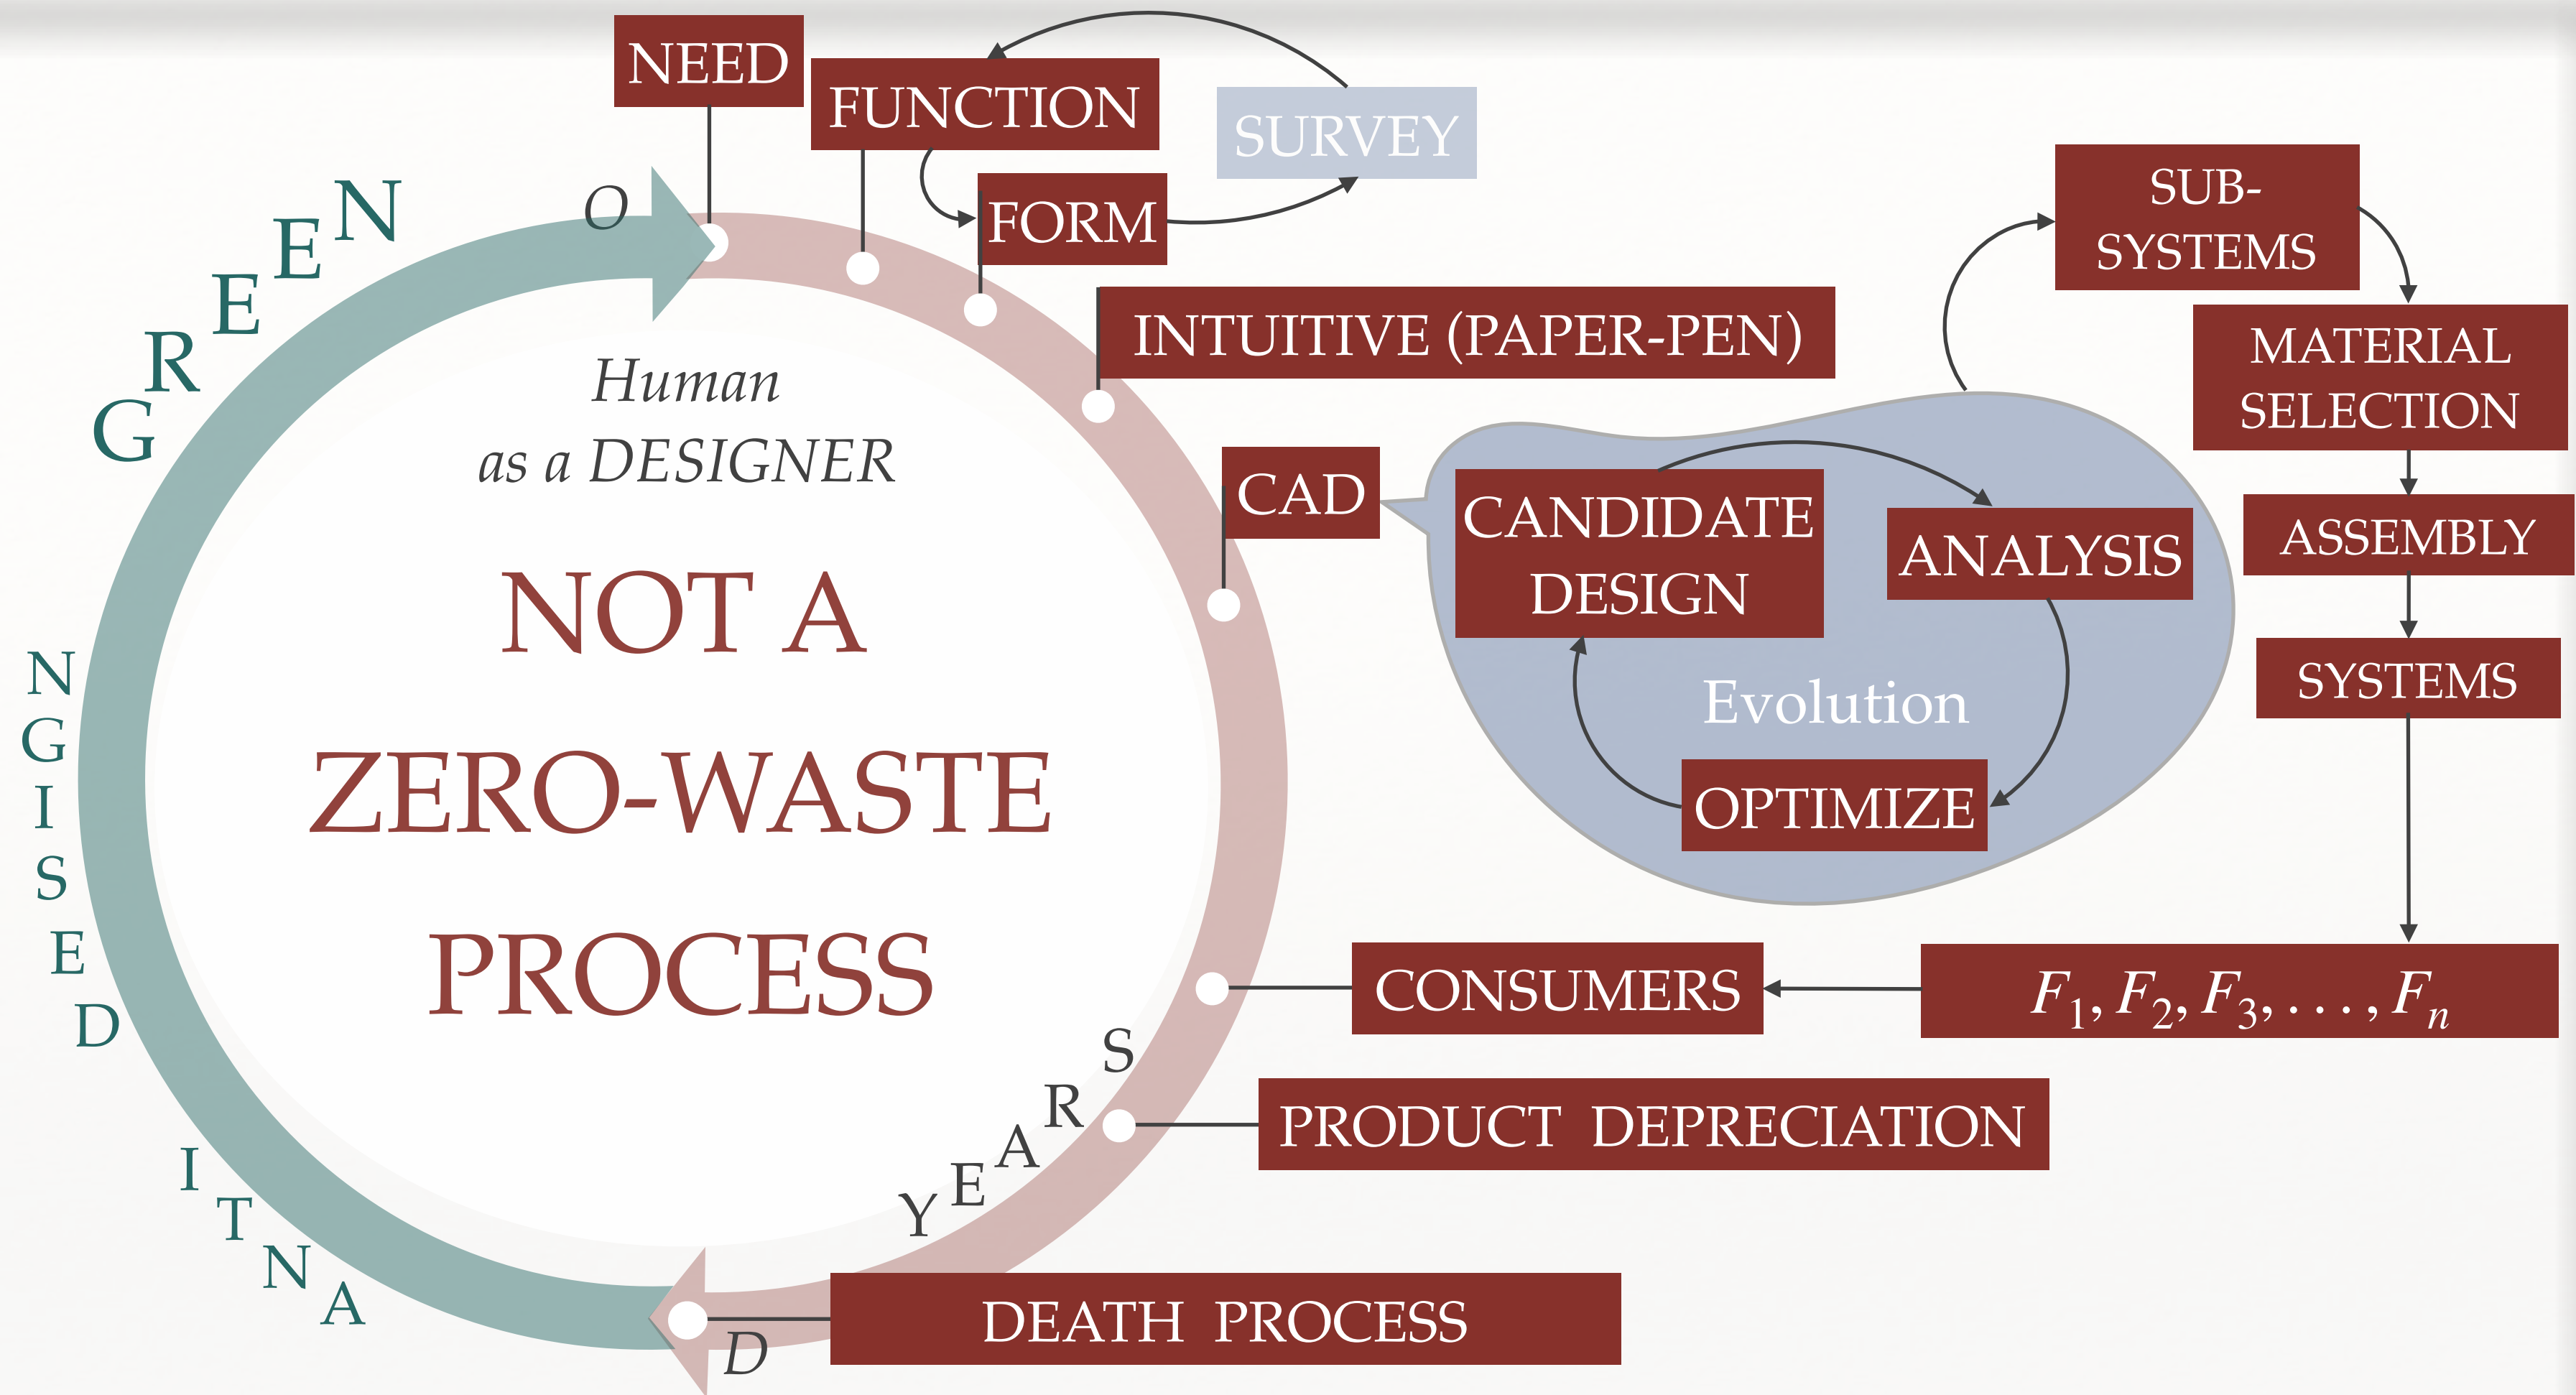 NEED
FUNCTION
SURVEY
FORM
INTUITIVE (PAPER-PEN)
CAD
CANDIDATE
DESIGN
ANALYSIS
Evolution
OPTIMIZE
SUB-
SYSTEMS
MATERIAL
SELECTION
ASSEMBLY
SYSTEMS
F1, F2, F3, . . . , Fn
CONSUMERS
PRODUCT DEPRECIATION
YEARS
DEATH PROCESS
D
ANTI
DESIGN
GREEN
O
Human
as a DESIGNER
NOT A
ZERO-WASTE
PROCESS